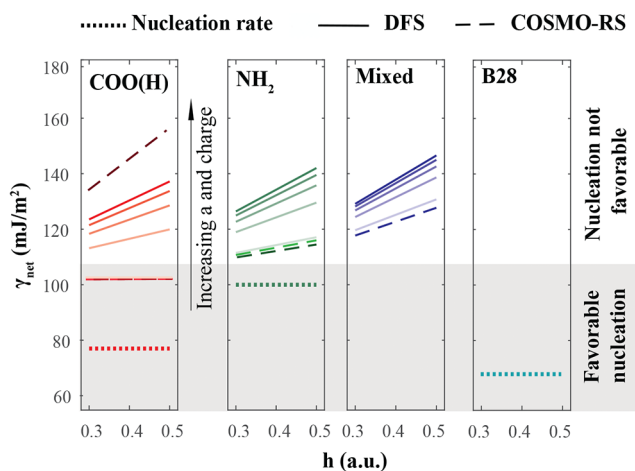 Nucleation rate DFS COSMO-RS
180
160
140
120
100
80
60
γnet (mJ/m²)
COO(H)
NH₂
Mixed
B28
Increasing a and charge
Nucleation not
favorable
Favorable
nucleation
0.3 0.4 0.5 0.3 0.4 0.5 0.3 0.4 0.5 0.3 0.4 0.5
h (a.u.)